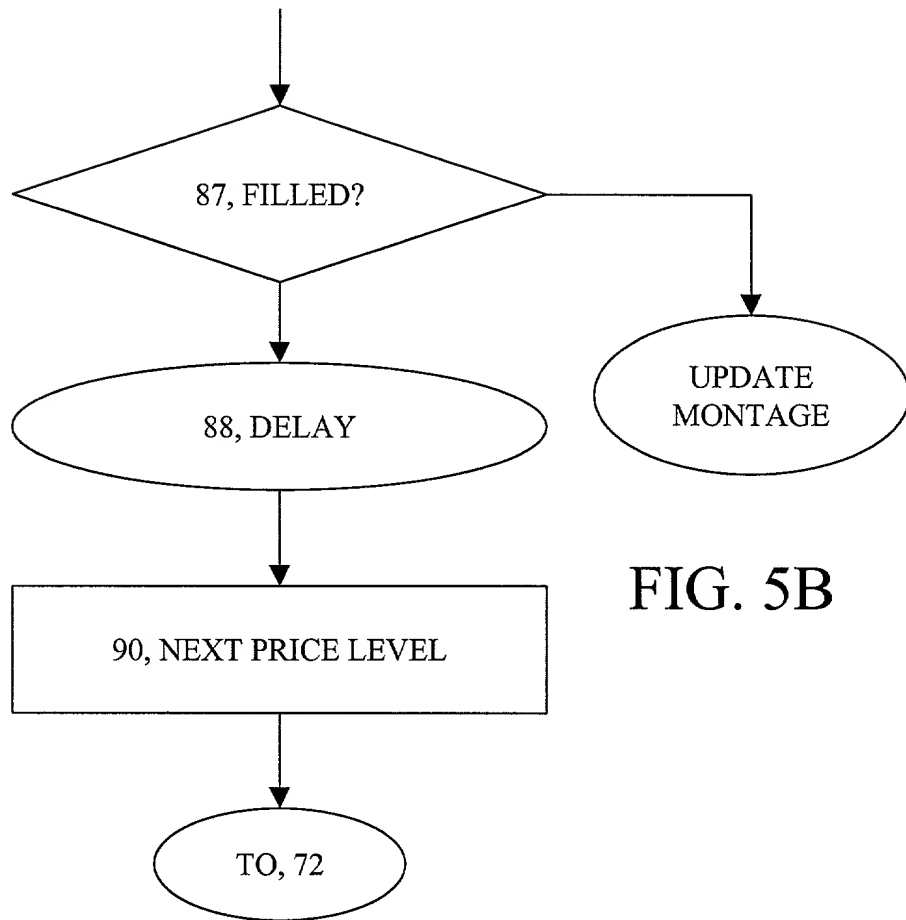 87, FILLED?
UPDATE
MONTAGE
88, DELAY
FIG. 5B
90, NEXT PRICE LEVEL
TO, 72